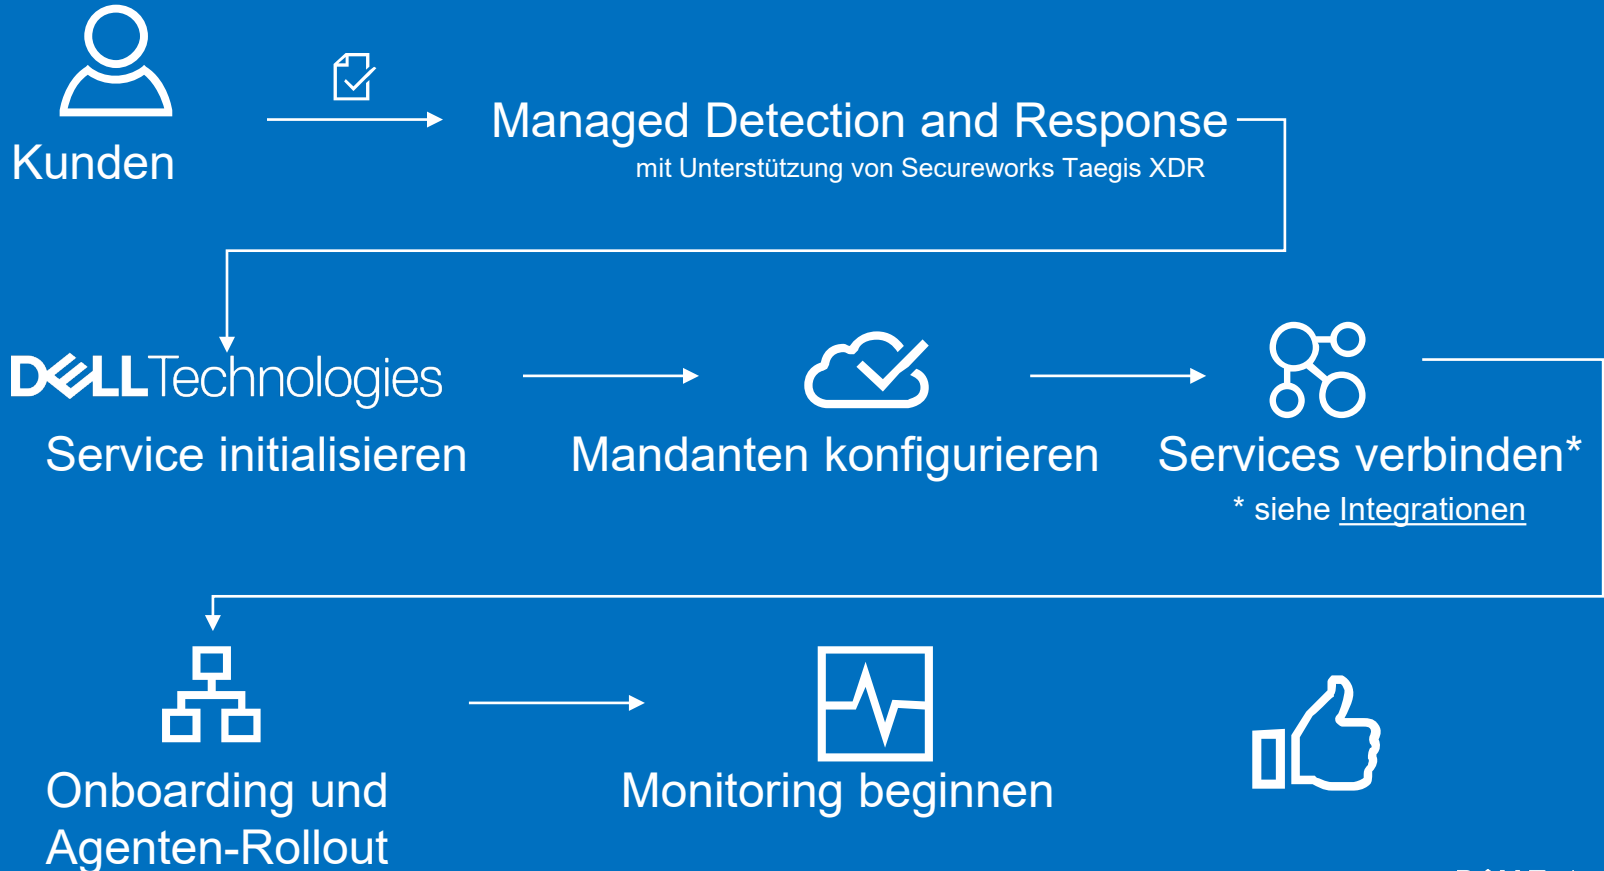 Kunden
Managed Detection and Response
mit Unterstützung von Secureworks Taegis XDR
DELLTechnologies
Service initialisieren
Mandanten konfigurieren
Services verbinden*
* siehe Integrationen
Onboarding und
Agenten-Rollout
Monitoring beginnen